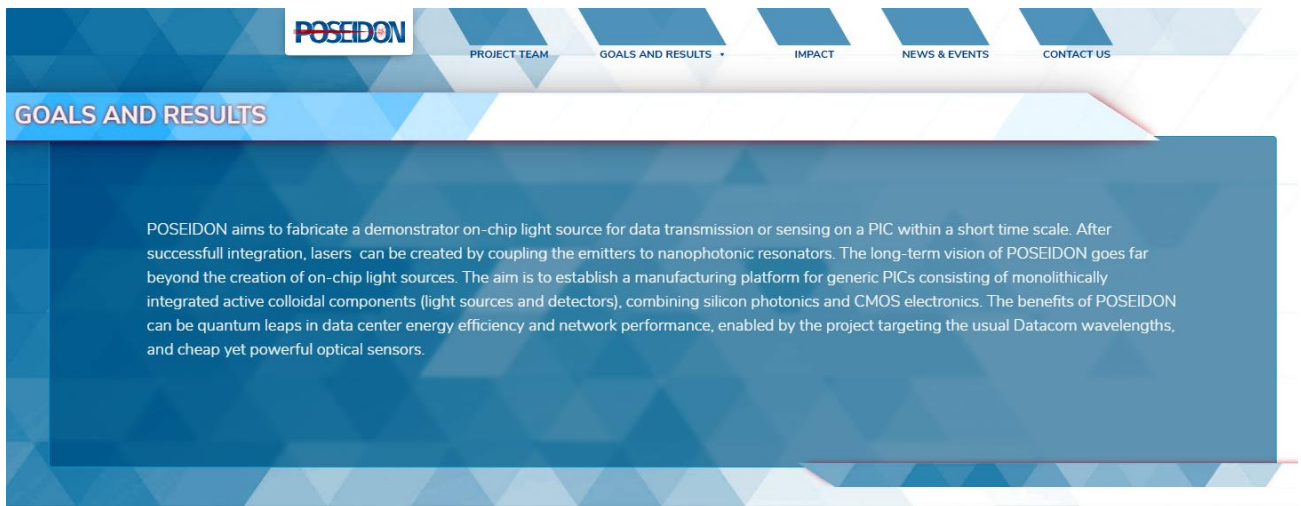 POSEIDON
PROJECT TEAM GOALS AND RESULTS IMPACT NEWS & EVENTS CONTACT US
GOALS AND RESULTS
POSEIDON aims to fabricate a demonstrator on-chip light source for data transmission or sensing on a PIC within a short time scale. After
successfull integration, lasers can be created by coupling the emitters to nanophotonic resonators. The long-term vision of POSEIDON goes far
beyond the creation of on-chip light sources. The aim is to establish a manufacturing platform for generic PICs consisting of monolithically
integrated active colloidal components (light sources and detectors), combining silicon photonics and CMOS electronics. The benefits of POSEIDON
can be quantum leaps in data center energy efficiency and network performance, enabled by the project targeting the usual Datacom wavelengths,
and cheap yet powerful optical sensors.